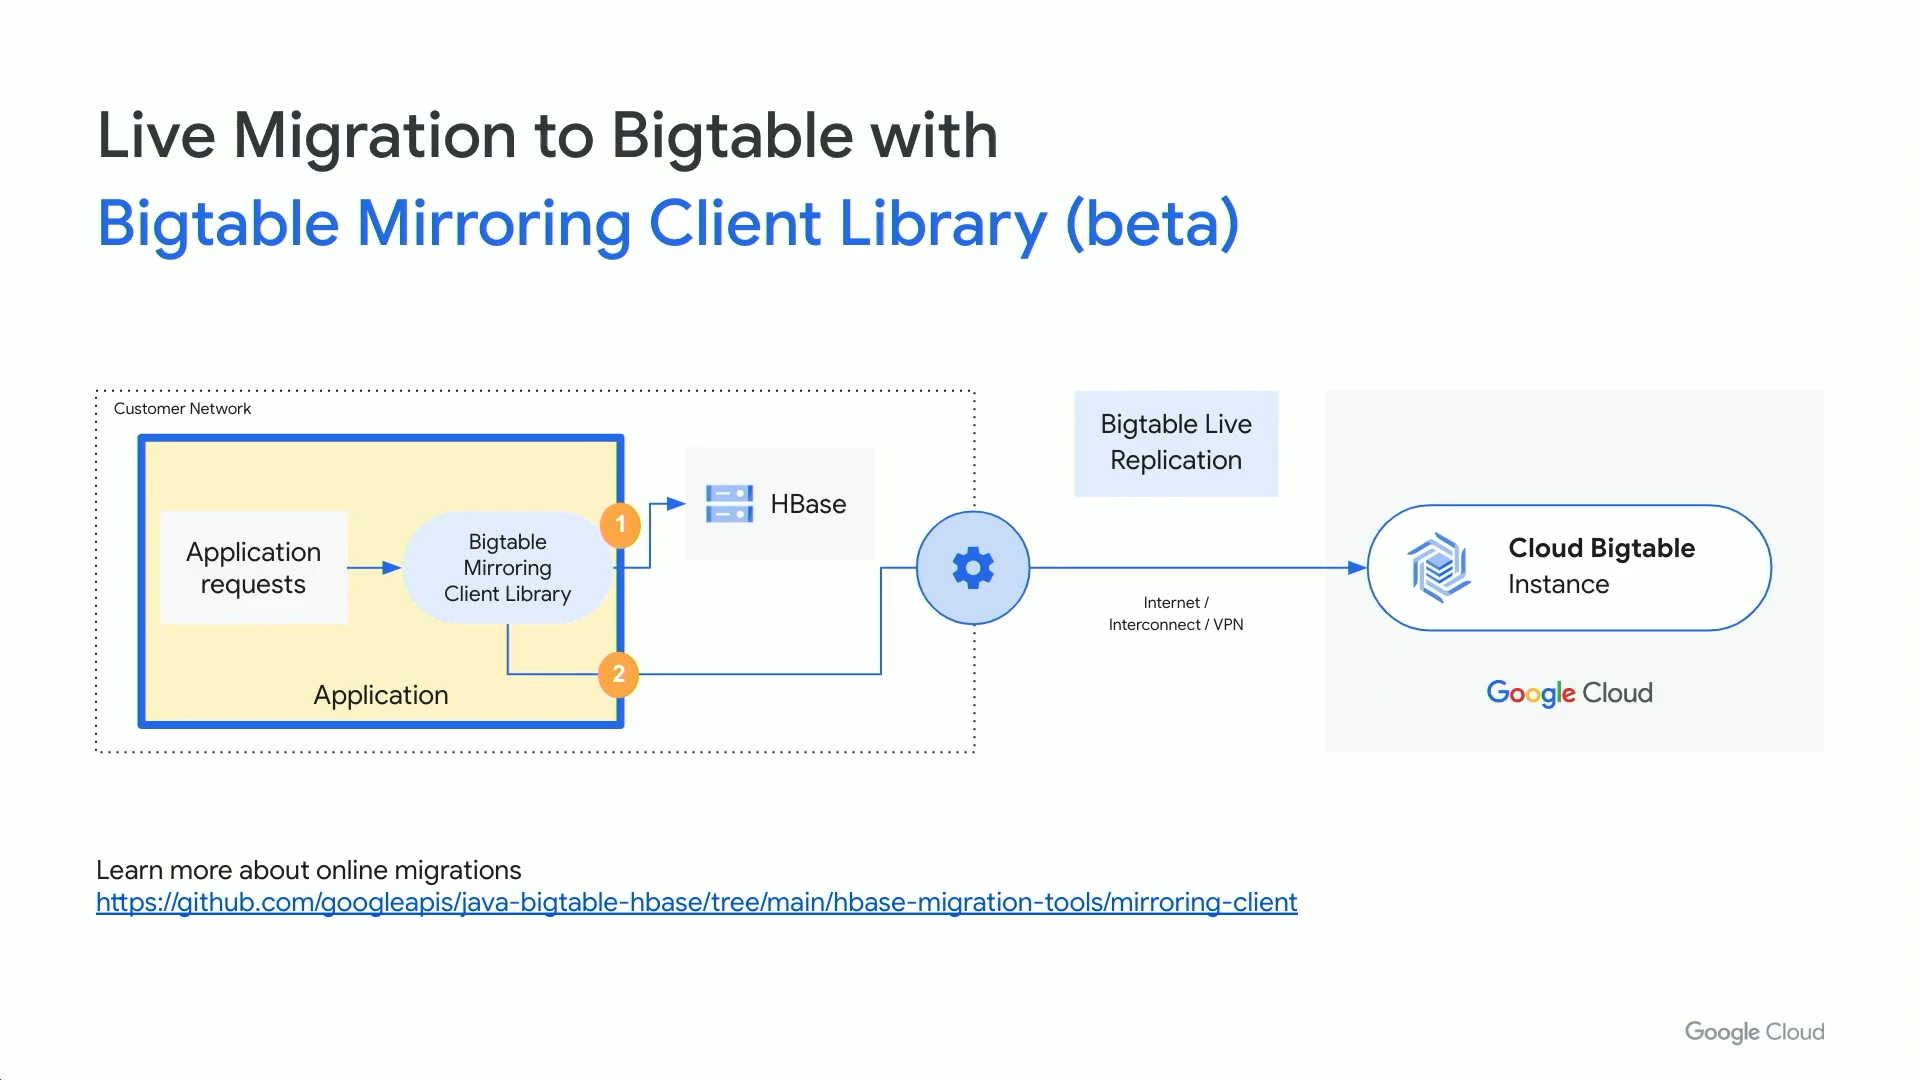 Live Migration to Bigtable with
Bigtable Mirroring Client Library (beta)
Customer Network
Application
requests
Bigtable
Mirroring
Client Library
1
2
Application
HBase
Bigtable Live
Replication
Internet /
Interconnect / VPN
Cloud Bigtable
Instance
Google Cloud
Learn more about online migrations
https://github.com/googleapis/java-bigtable-hbase/tree/main/hbase-migration-tools/mirroring-client
Google Cloud